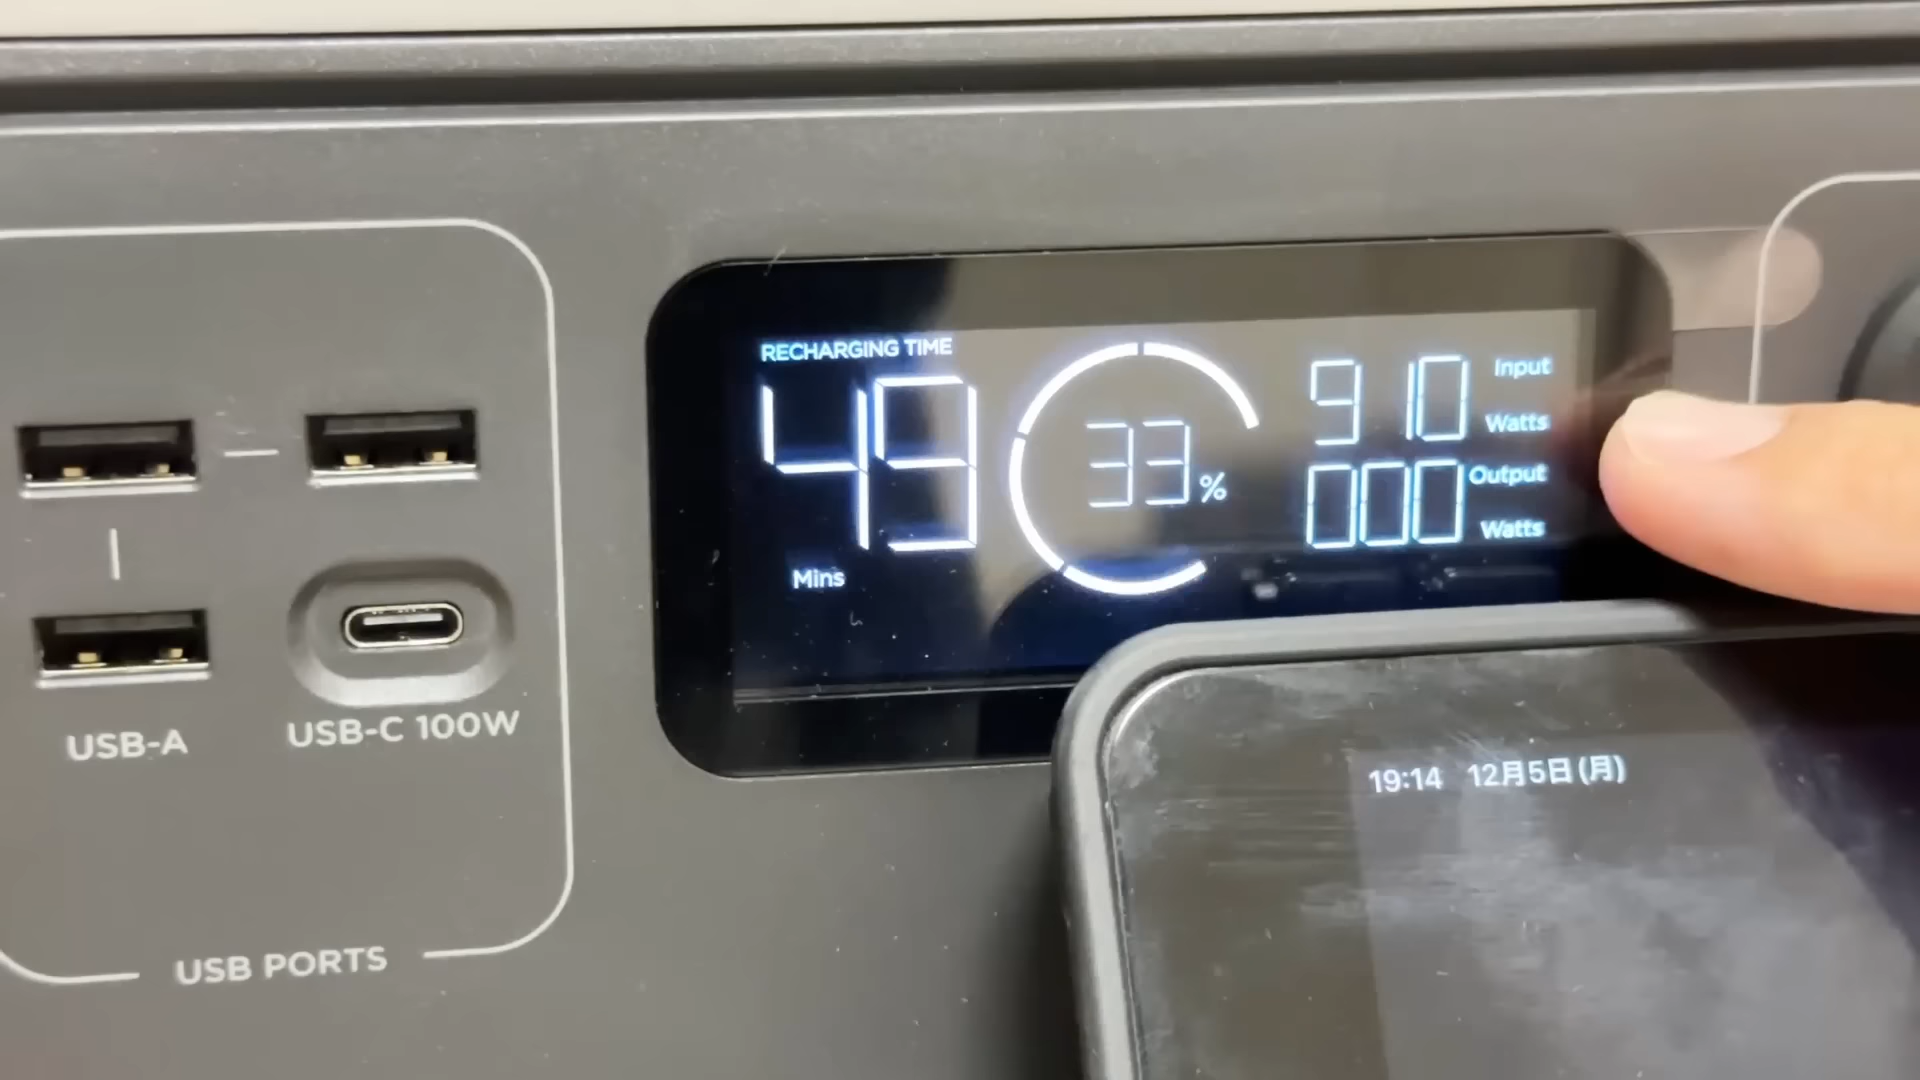 RECHARGING TIME
49
Mins
33%
910 Input Watts
000 Output Watts
USB-A
USB-C 100W
USB PORTS
19:14 12月5日(月)